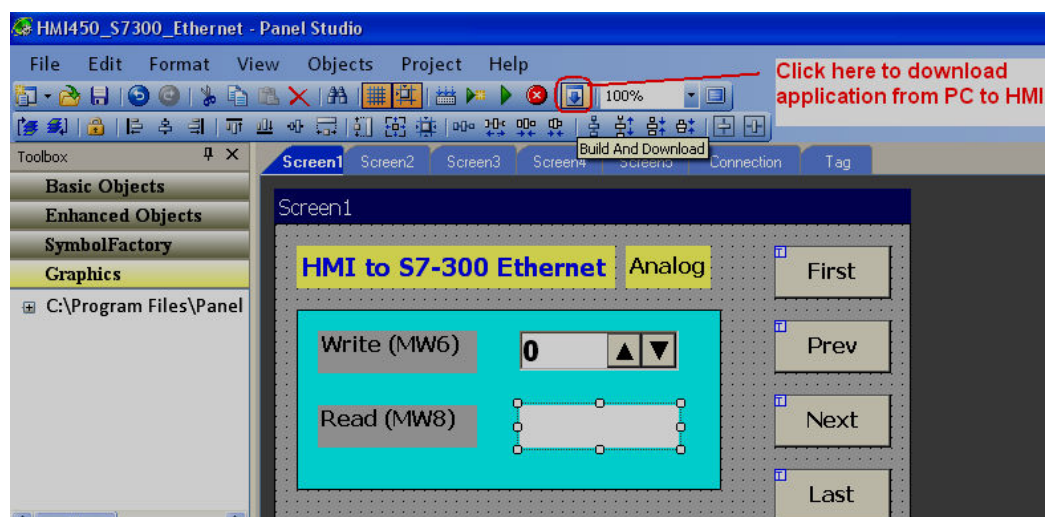 HMI450_S7300_Ethernet - Panel Studio
File Edit Format View Objects Project Help
Click here to download
application from PC to HMI
100%
Build And Download
Toolbox
Screen1 Screen2 Screen3 Screen4 Screen5 Connection Tag
Basic Objects
Enhanced Objects
SymbolFactory
Graphics
C:\Program Files\Panel
Screen1
HMI to S7-300 Ethernet Analog
First
Write (MW6) 0
Prev
Read (MW8)
Next
Last